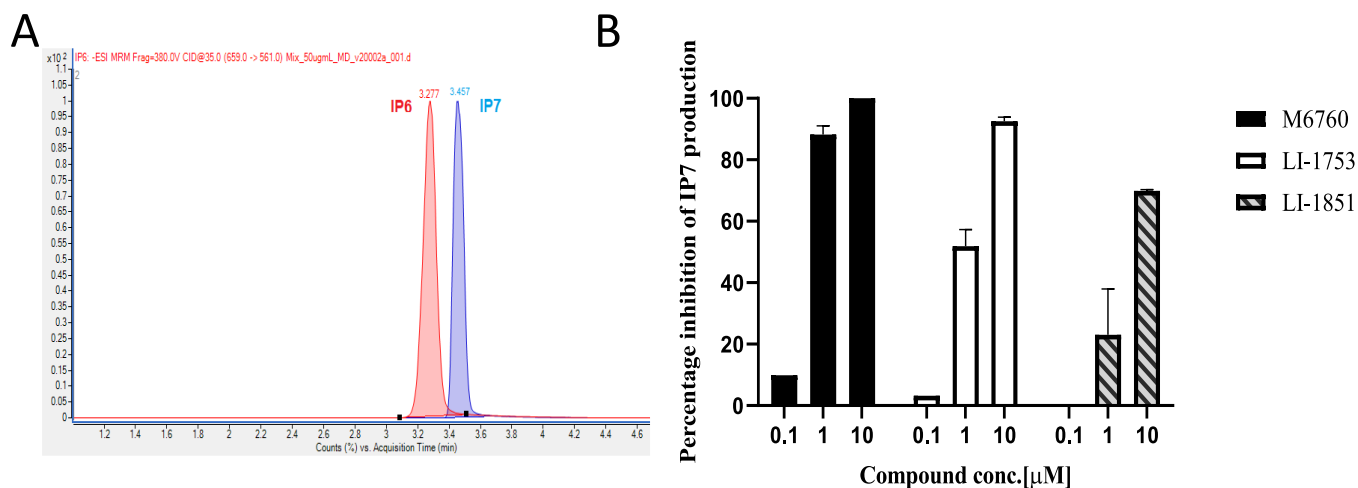 A
x10 2
IP6: -ESI MRM Frag=380.0V CID@35.0 (659.0 -> 561.0) Mix_50ugmL_MD_v20002a_001.d
1.1
2
1.05
1
0.95
0.9
0.85
0.8
0.75
0.7
0.65
0.6
0.55
0.5
0.45
0.4
0.35
0.3
0.25
0.2
0.15
0.1
0.05
0
IP6
3.277
3.457
IP7
1.2 1.4 1.6 1.8 2 2.2 2.4 2.6 2.8 3 3.2 3.4 3.6 3.8 4 4.2 4.4 4.6
Counts (%) vs. Acquisition Time (min)
B
Percentage inhibition of IP7 production
100
80
60
40
20
0
0.1 1 10 0.1 1 10 0.1 1 10
Compound conc.[μM]
M6760
LI-1753
LI-1851